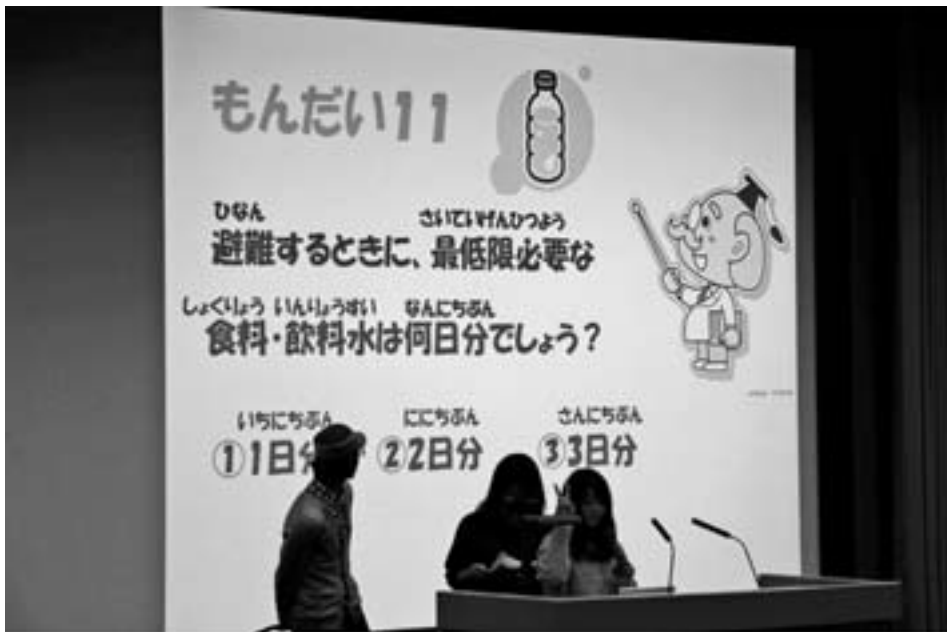 もんだい11
ひなん さいていげんひつよう
避難するときに、最低限必要な
しょくりょう いんりょうすい なんにちぶん
食料・飲料水は何日分でしょう?
いちにちぶん ににちぶん さんにちぶん
①1日分 ②2日分 ③3日分